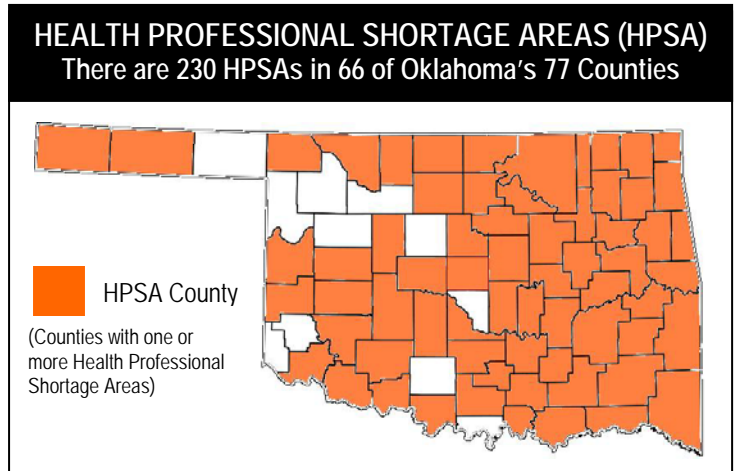 HEALTH PROFESSIONAL SHORTAGE AREAS (HPSA)
There are 230 HPSAs in 66 of Oklahoma's 77 Counties
HPSA County
(Counties with one or
more Health Professional
Shortage Areas)